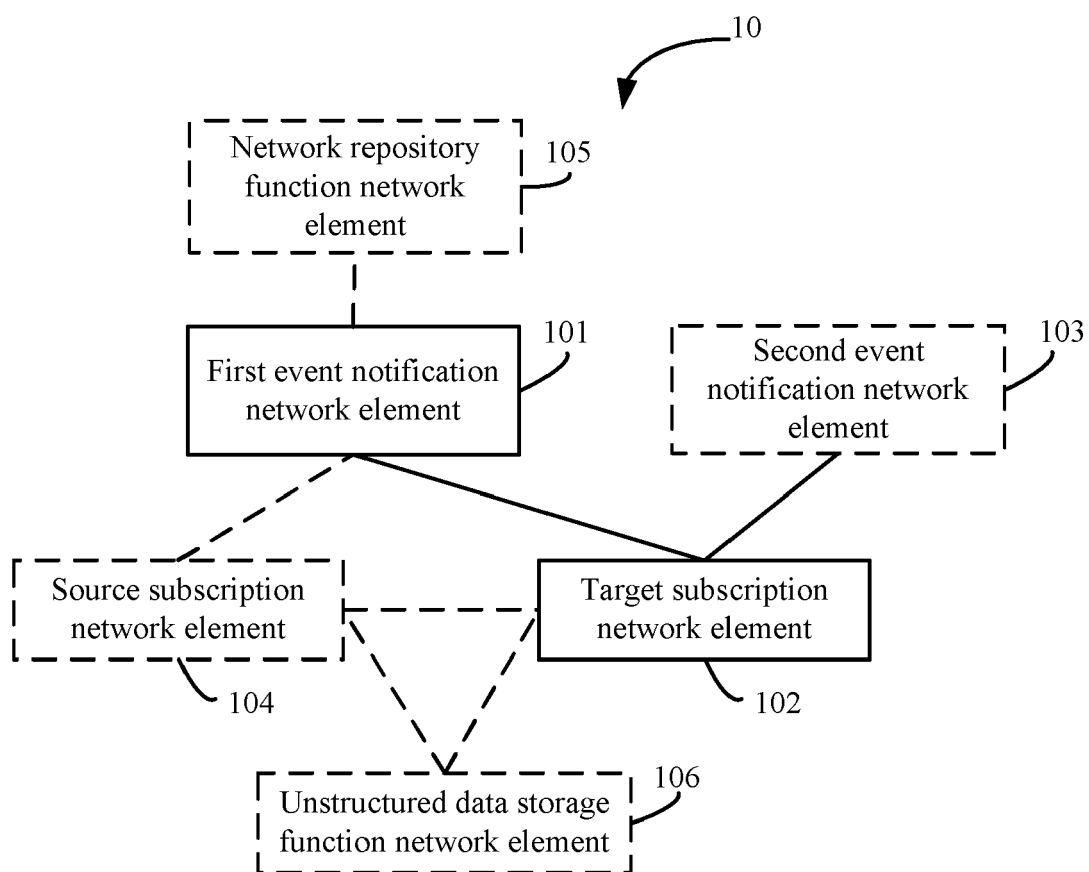 10
Network repository
function network
element
105
First event notification
network element
101
Second event
notification network
element
103
Source subscription
network element
104
Target subscription
network element
102
Unstructured data storage
function network element
106